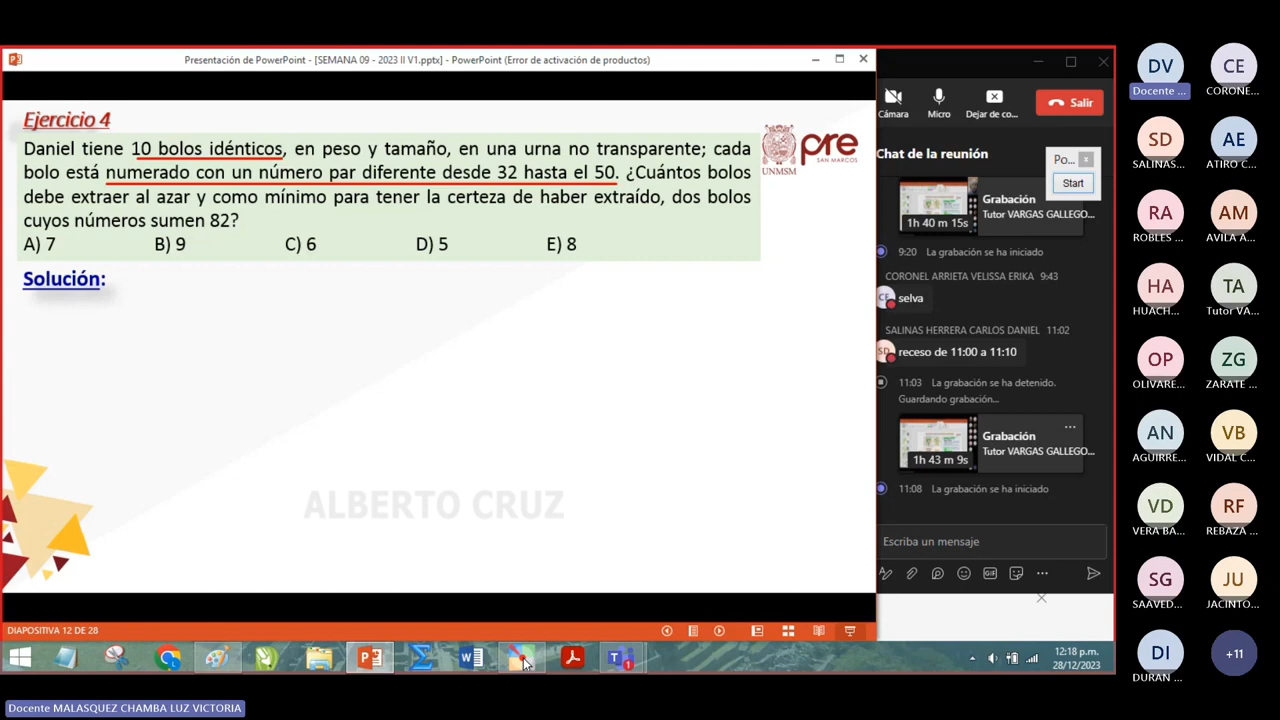 Presentación de PowerPoint - [SEMANA 09 - 2023 II V1.pptx] - PowerPoint (Error de activación de productos)
Ejercicio 4
Daniel tiene 10 bolos idénticos, en peso y tamaño, en una urna no transparente; cada
bolo está numerado con un número par diferente desde 32 hasta el 50. ¿Cuántos bolos
debe extraer al azar y como mínimo para tener la certeza de haber extraído, dos bolos
cuyos números sumen 82?
A) 7 B) 9 C) 6 D) 5 E) 8
pre
SAN MARCOS
UNMSM
Solución:
ALBERTO CRUZ
DIAPOSITIVA 12 DE 28
Cámara Micro Dejar de co... Salir
Chat de la reunión
Po... x
Start
Grabación
Tutor VARGAS GALLEGO...
1h 40 m 15s
9:20 La grabación se ha iniciado
CORONEL ARRIETA VELISSA ERIKA 9:43
CE selva
SALINAS HERRERA CARLOS DANIEL 11:02
SD receso de 11:00 a 11:10
11:03 La grabación se ha detenido.
Guardando grabación...
Grabación
Tutor VARGAS GALLEGO...
1h 43 m 9s
11:08 La grabación se ha iniciado
Escriba un mensaje
GIF
12:18 p.m.
28/12/2023
DV CE
Docente ... CORONE...
SD AE
SALINAS... ATIRO C...
RA AM
ROBLES ... AVILA A...
HA TA
HUACH... Tutor VA...
OP ZG
OLIVARE... ZARATE ...
AN VB
AGUIRRE... VIDAL C...
VD RF
VERA BA... REBAZA ...
SG JU
SAAVED... JACINTO...
DI +11
DURAN ...
Docente MALASQUEZ CHAMBA LUZ VICTORIA